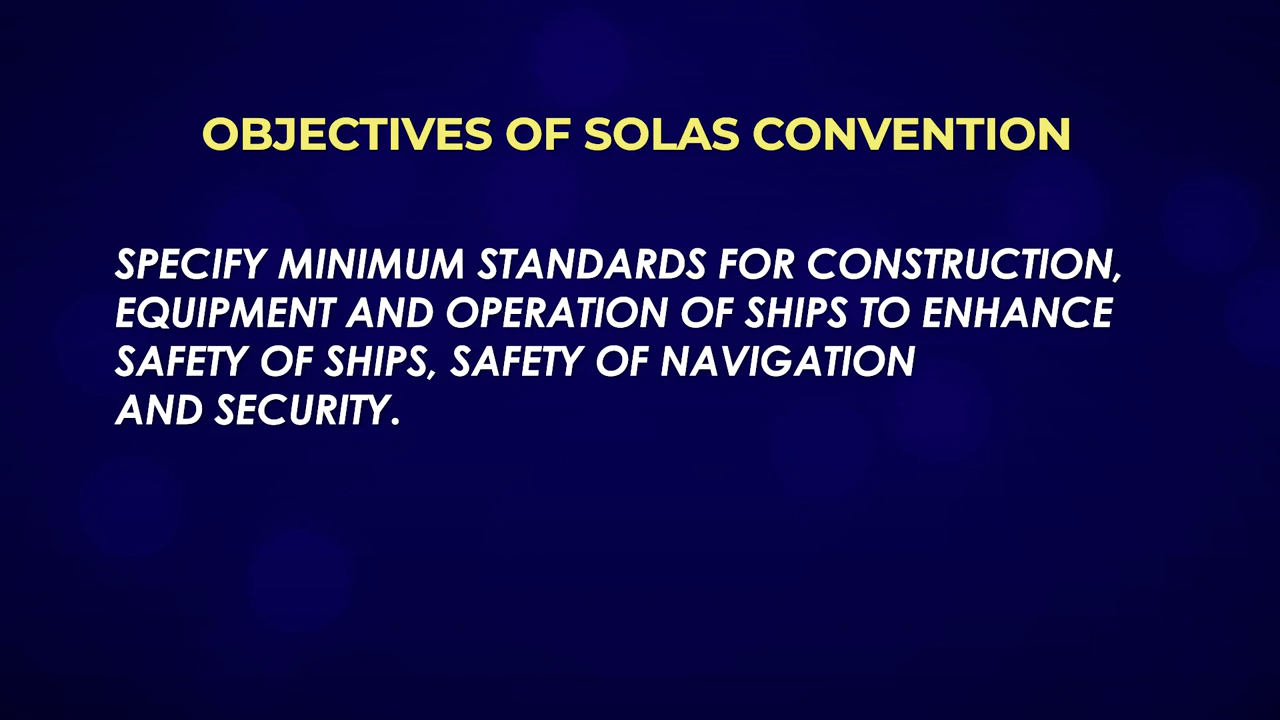 OBJECTIVES OF SOLAS CONVENTION
SPECIFY MINIMUM STANDARDS FOR CONSTRUCTION,
EQUIPMENT AND OPERATION OF SHIPS TO ENHANCE
SAFETY OF SHIPS, SAFETY OF NAVIGATION
AND SECURITY.